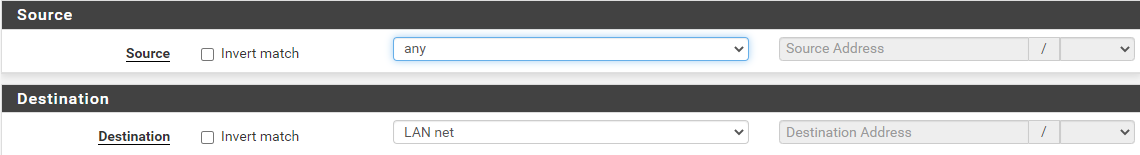 Source
Source Invert match any Source Address /
Destination
Destination Invert match LAN net Destination Address /